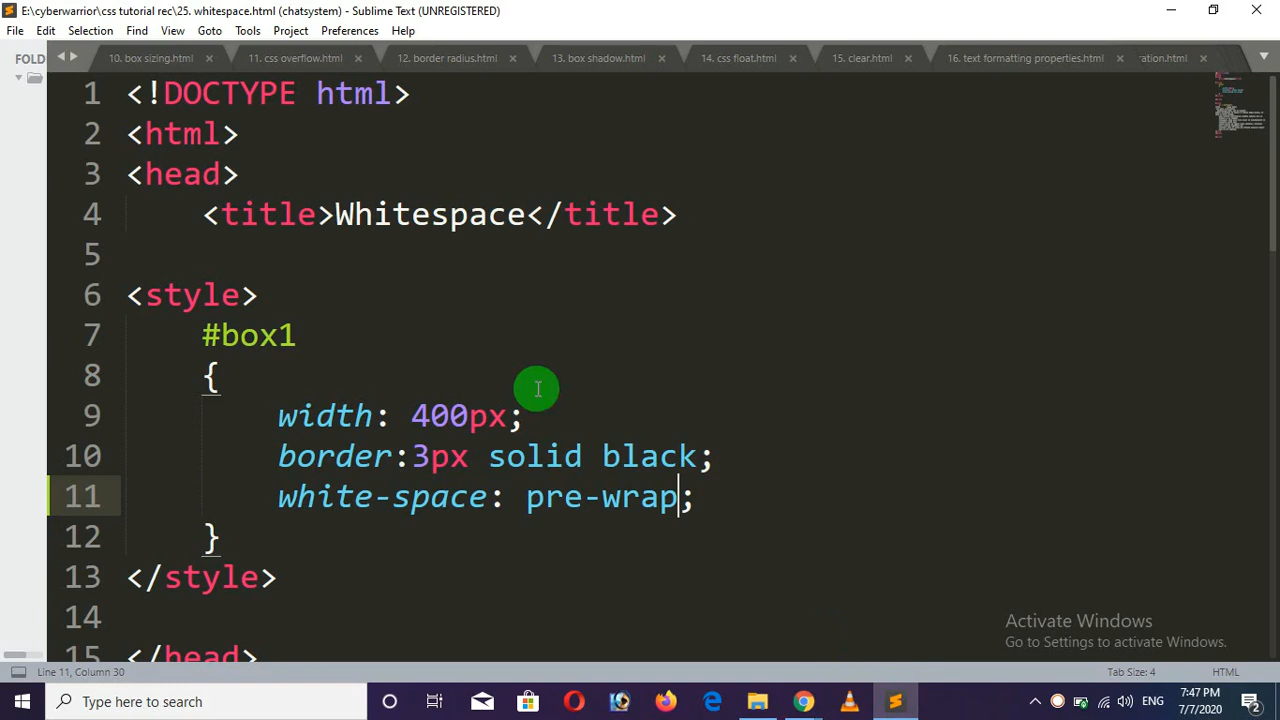 E:\cyberwarrior\css tutorial rec\25. whitespace.html (chatsystem) - Sublime Text (UNREGISTERED)
File Edit Selection Find View Goto Tools Project Preferences Help
FOLD
10. box sizing.html × 11. css overflow.html × 12. border radius.html × 13. box shadow.html × 14. css float.html × 15. clear.html × 16. text formatting properties.html × ration.html ×
1 <!DOCTYPE html>
2 <html>
3 <head>
4 <title>Whitespace</title>
5
6 <style>
7 #box1
8 {
9 width: 400px;
10 border:3px solid black;
11 white-space: pre-wrap;
12 }
13 </style>
14
15 </head>
Activate Windows
Go to Settings to activate Windows.
Line 11, Column 30 Tab Size: 4 HTML
Type here to search ENG 7:47 PM
7/7/2020 2